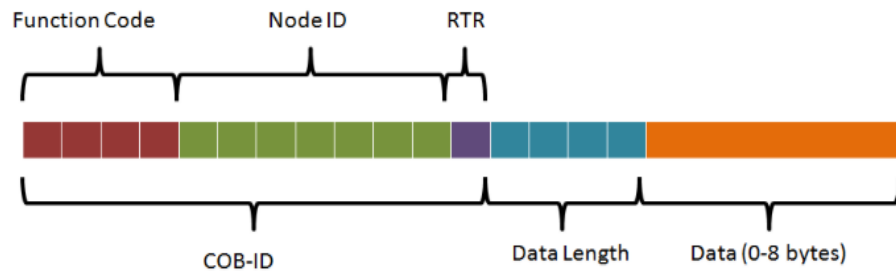 Function Code
Node ID
RTR
COB-ID
Data Length
Data (0-8 bytes)